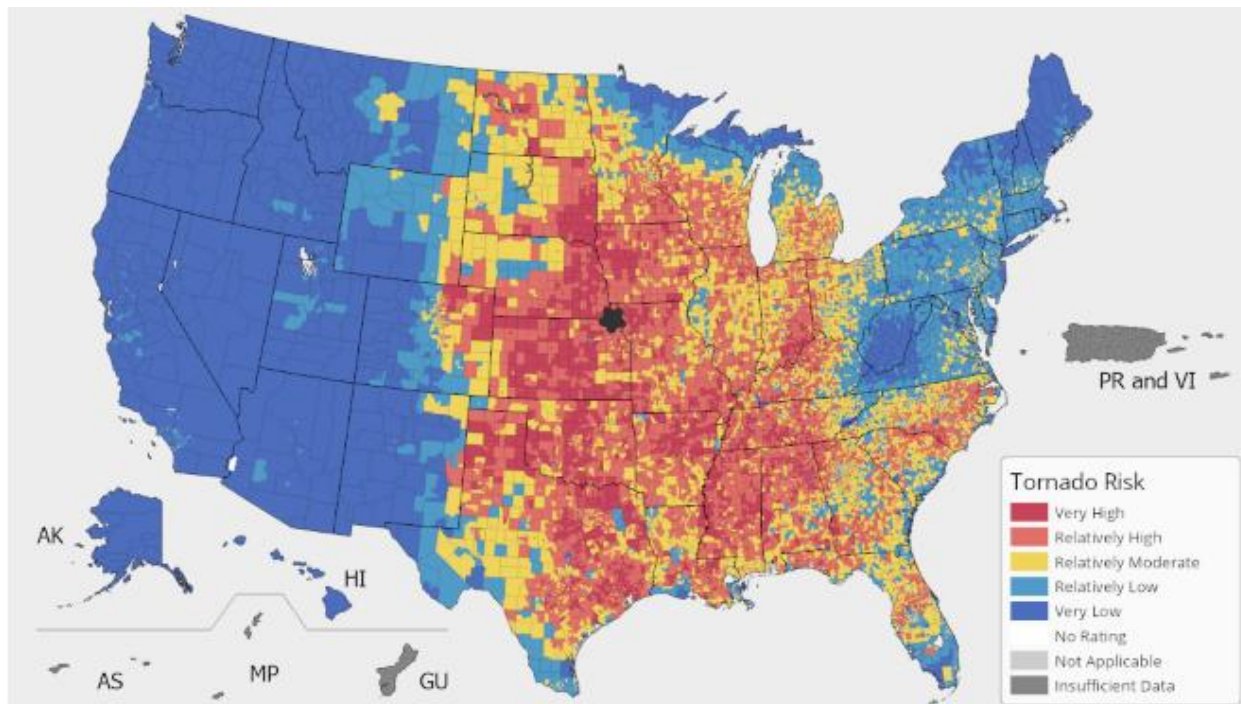 PR and VI
AK
HI
AS
MP
GU
Tornado Risk
Very High
Relatively High
Relatively Moderate
Relatively Low
Very Low
No Rating
Not Applicable
Insufficient Data